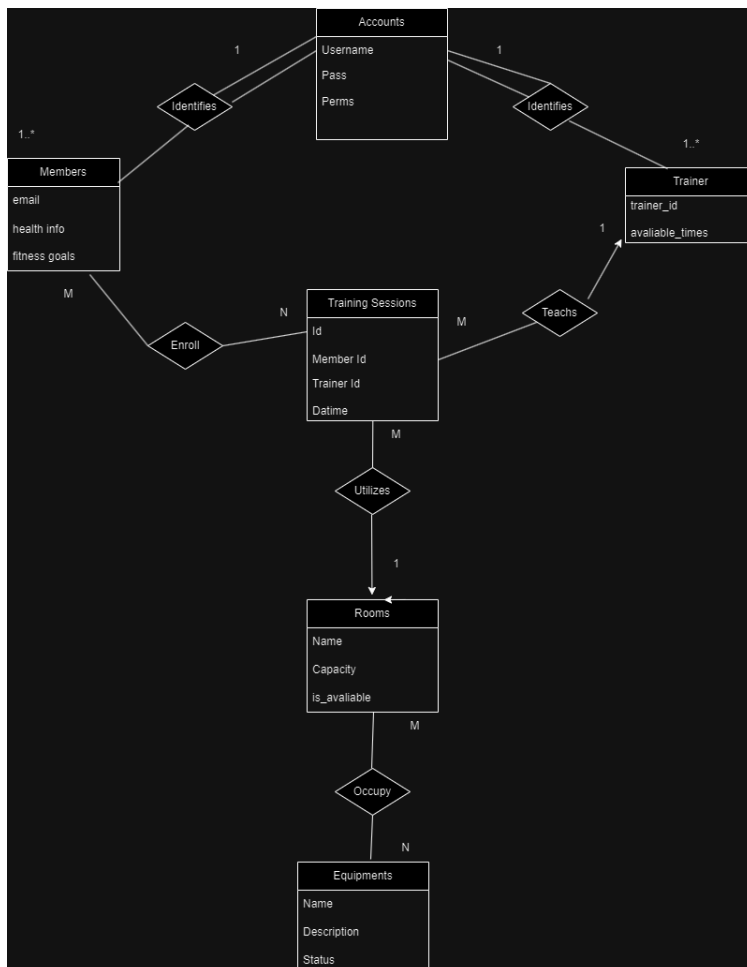 Accounts
Username
Pass
Perms
1
1
Identifies
Identifies
1..*
1..*
Members
email
health info
fitness goals
Trainer
trainer_id
avaliable_times
1
M
N
M
Training Sessions
Id
Member Id
Trainer Id
Datime
Enroll
Teachs
M
Utilizes
1
Rooms
Name
Capacity
is_avaliable
M
Occupy
N
Equipments
Name
Description
Status